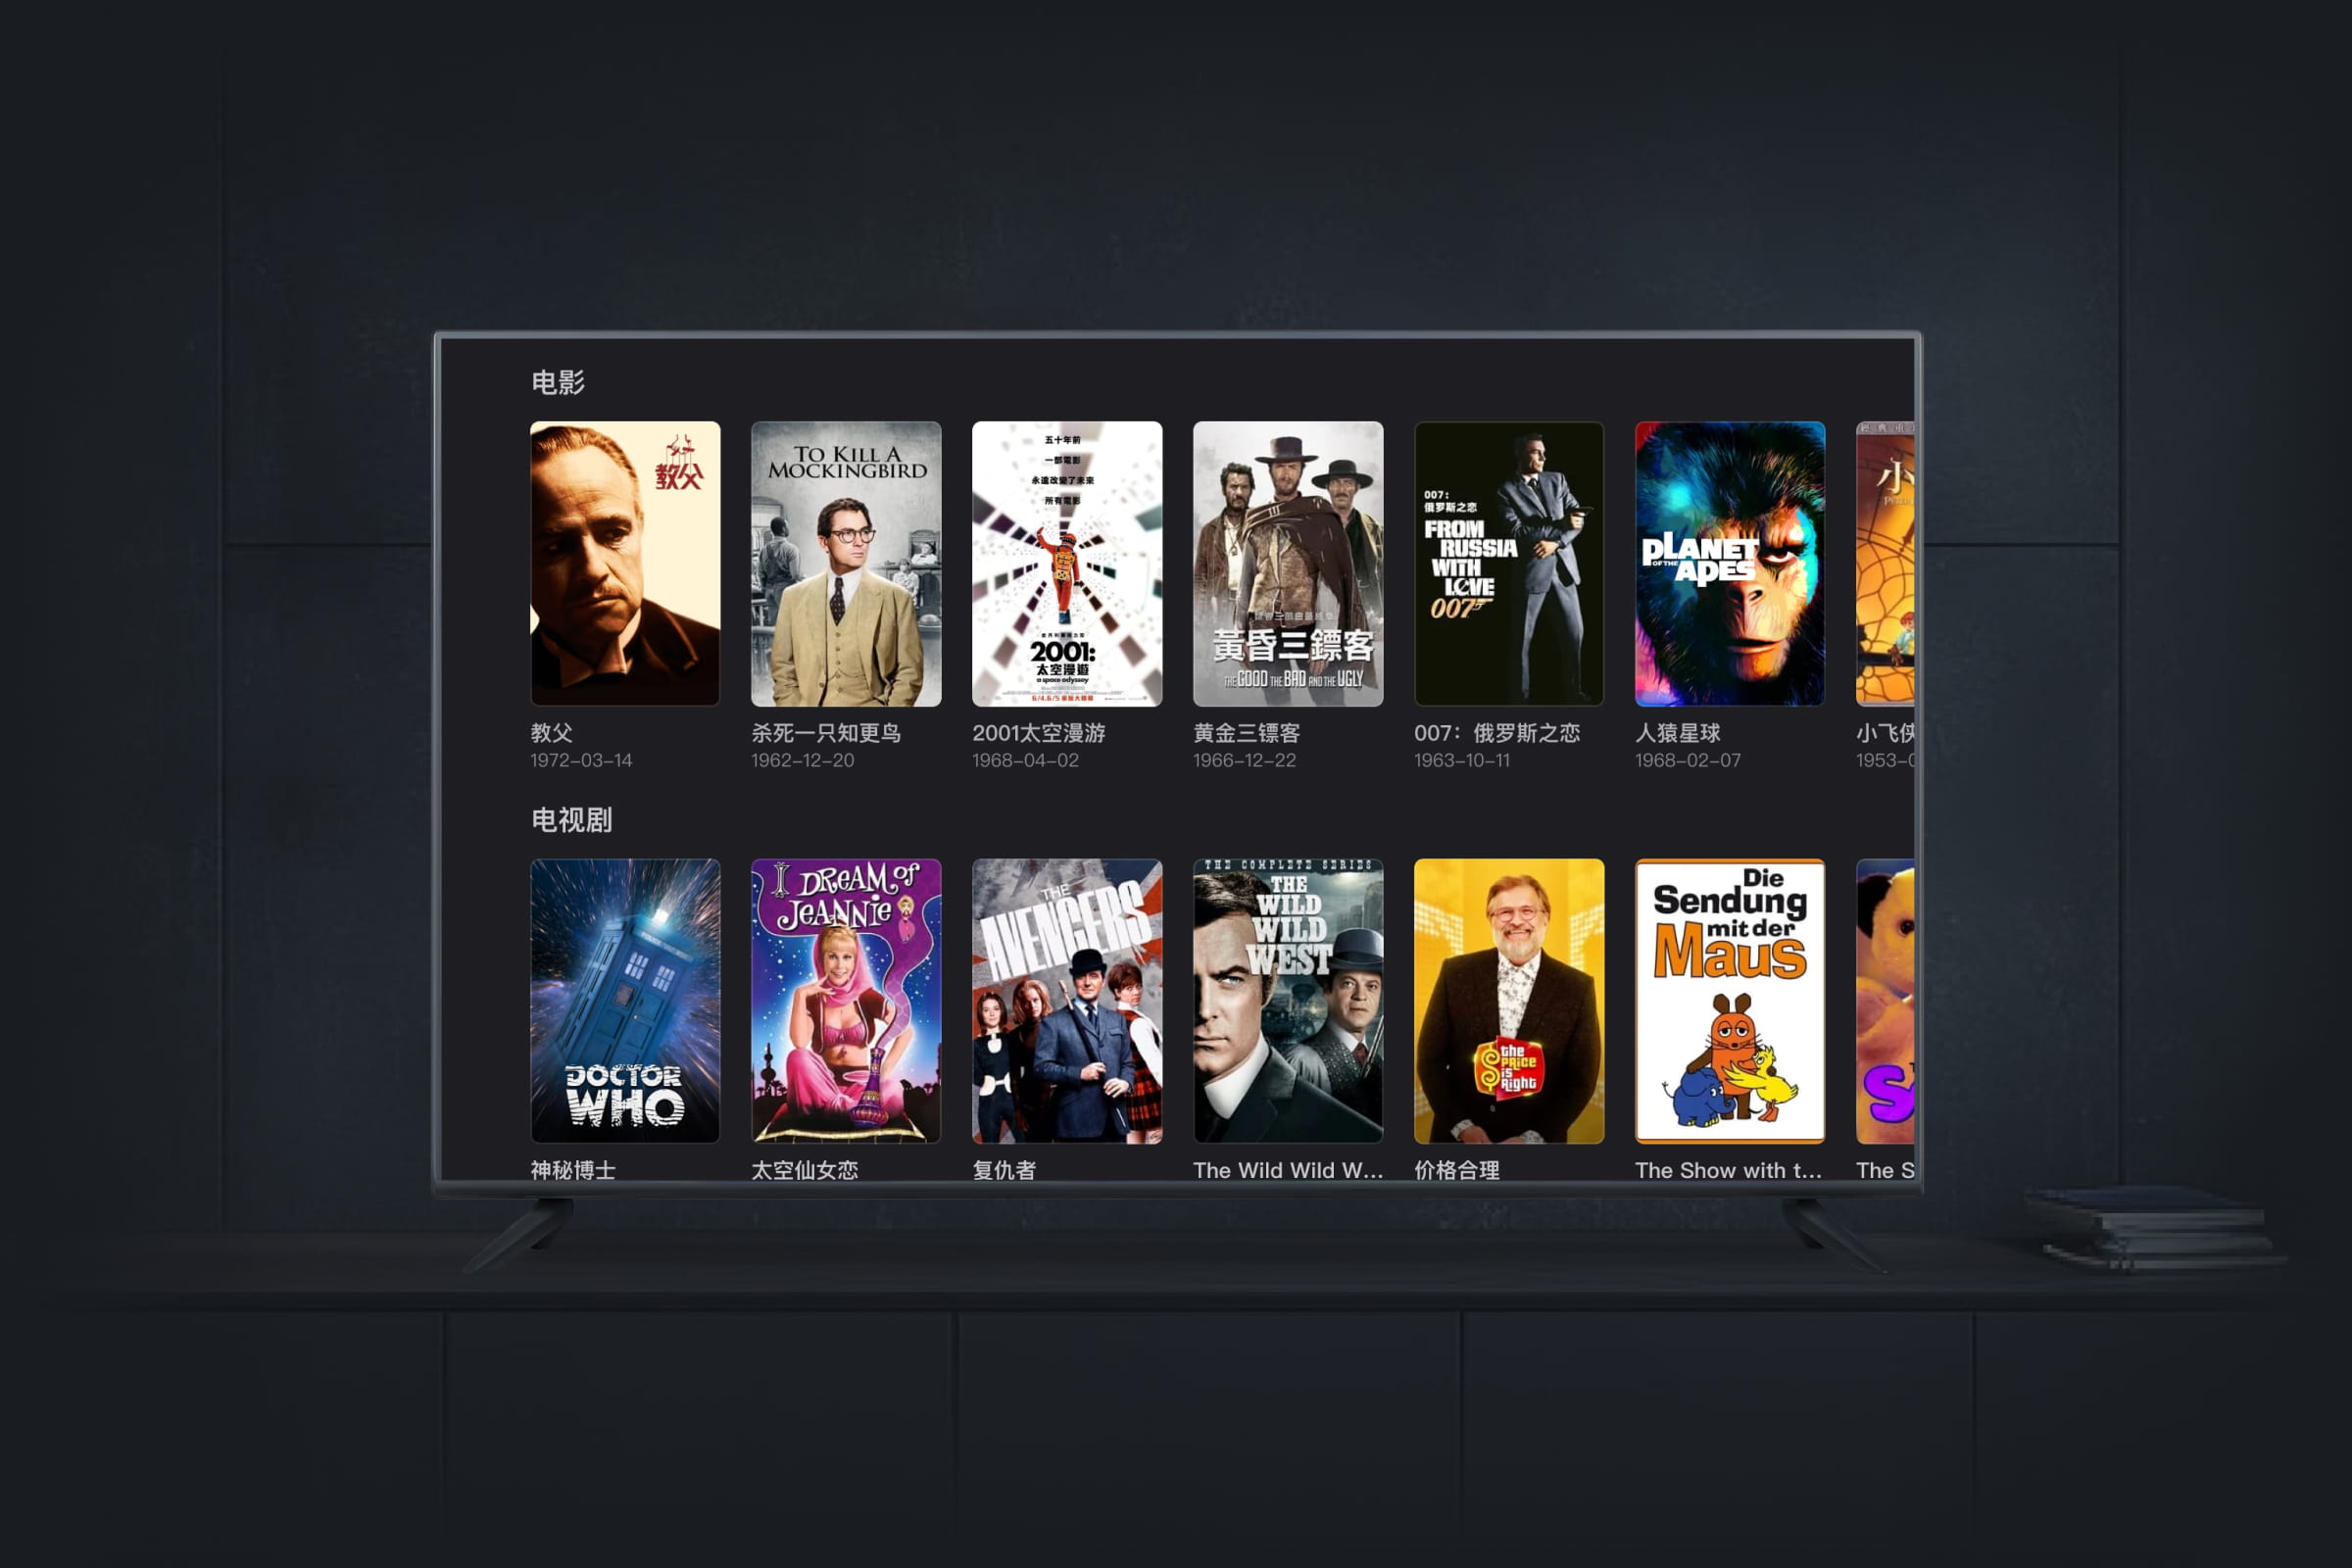 电影
教父
TO KILL A
MOCKINGBIRD
五十年前
一部電影
永遠改變了未來
所有電影
2001:
太空漫遊
a space odyssey
黃昏三鏢客
THE GOOD THE BAD AND THE UGLY
007:
俄罗斯之恋
FROM
RUSSIA
WITH
LOVE
007
PLANET
OF THE APES
經典重
小
教父
杀死一只知更鸟
2001太空漫游
黄金三镖客
007：俄罗斯之恋
人猿星球
小飞侠
1972-03-14
1962-12-20
1968-04-02
1966-12-22
1963-10-11
1968-02-07
1953-0
电视剧
DOCTOR
WHO
I DREAM OF
JEANNIE
THE
AVENGERS
THE COMPLETE SERIES
THE
WILD
WILD
WEST
the
PRICE
is
Right
Die
Sendung
mit der
Maus
S
神秘博士
太空仙女恋
复仇者
The Wild Wild W...
价格合理
The Show with t...
The S